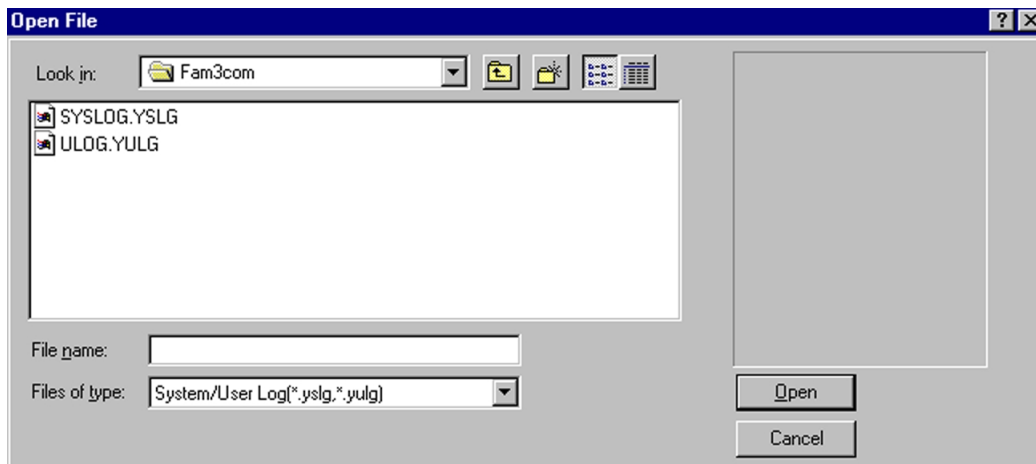 Open File
Look in: Fam3com
SYSLOG.YSLG
ULOG.YULG
File name:
Files of type: System/User Log(*.yslg,*.yulg)
Open
Cancel